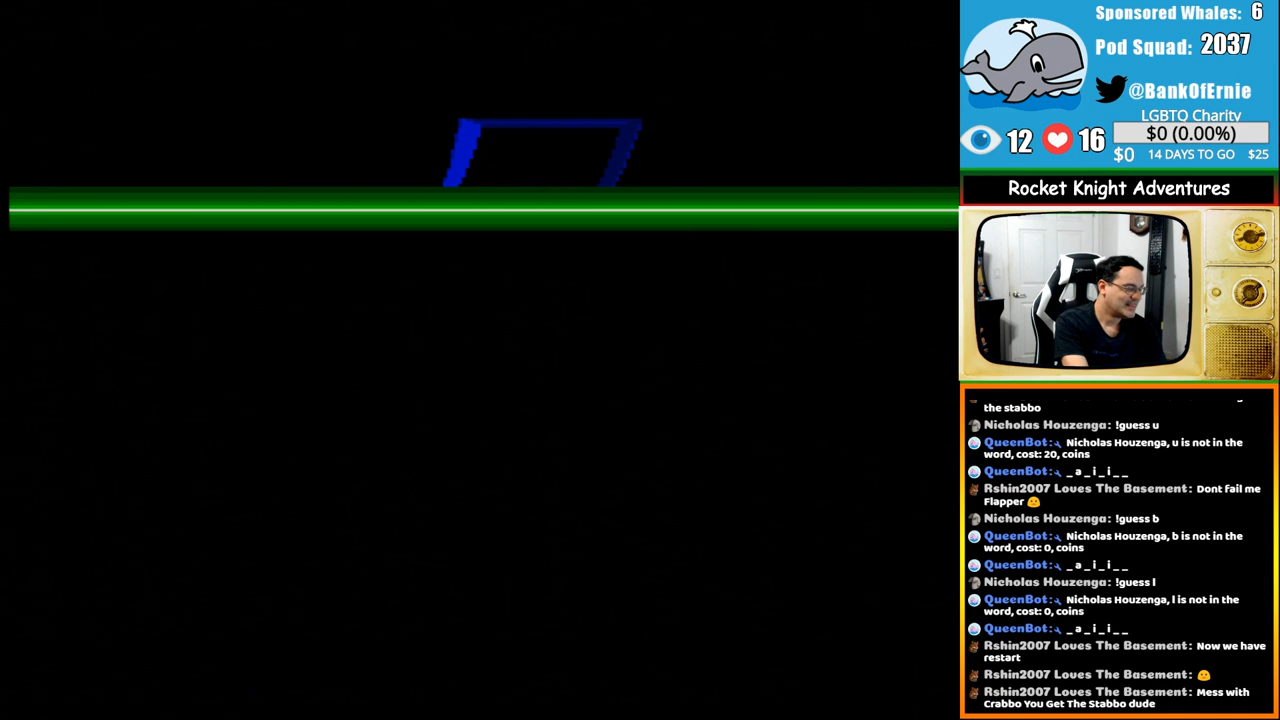 Sponsored Whales: 6
Pod Squad: 2037
@BankOfErnie
LGBTQ Charity
12 16 $0 (0.00%)
$0 14 DAYS TO GO $25
Rocket Knight Adventures
the stabbo
Nicholas Houzenga: !guess u
QueenBot: Nicholas Houzenga, u is not in the
word, cost: 20, coins
QueenBot: _ a _ i _ i _ _
Rshin2007 Loves The Basement: Dont fail me
Flapper
Nicholas Houzenga: !guess b
QueenBot: Nicholas Houzenga, b is not in the
word, cost: 0, coins
QueenBot: _ a _ i _ i _ _
Nicholas Houzenga: !guess l
QueenBot: Nicholas Houzenga, l is not in the
word, cost: 0, coins
QueenBot: _ a _ i _ i _ _
Rshin2007 Loves The Basement: Now we have
restart
Rshin2007 Loves The Basement:
Rshin2007 Loves The Basement: Mess with
Crabbo You Get The Stabbo dude